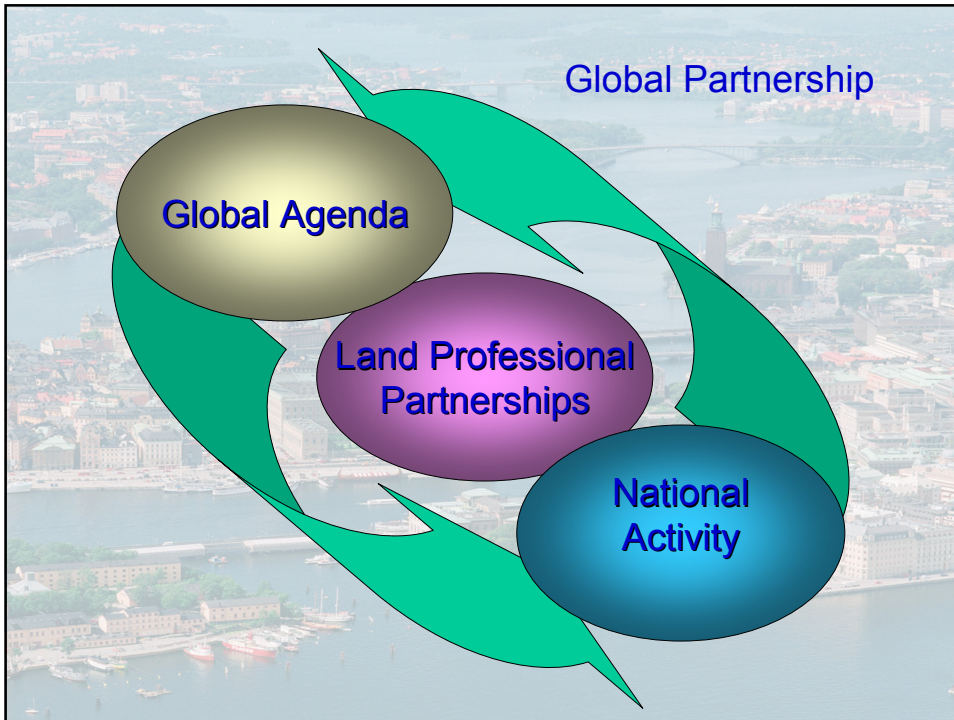 Global Partnership
Global Agenda
Land Professional
Partnerships
National
Activity